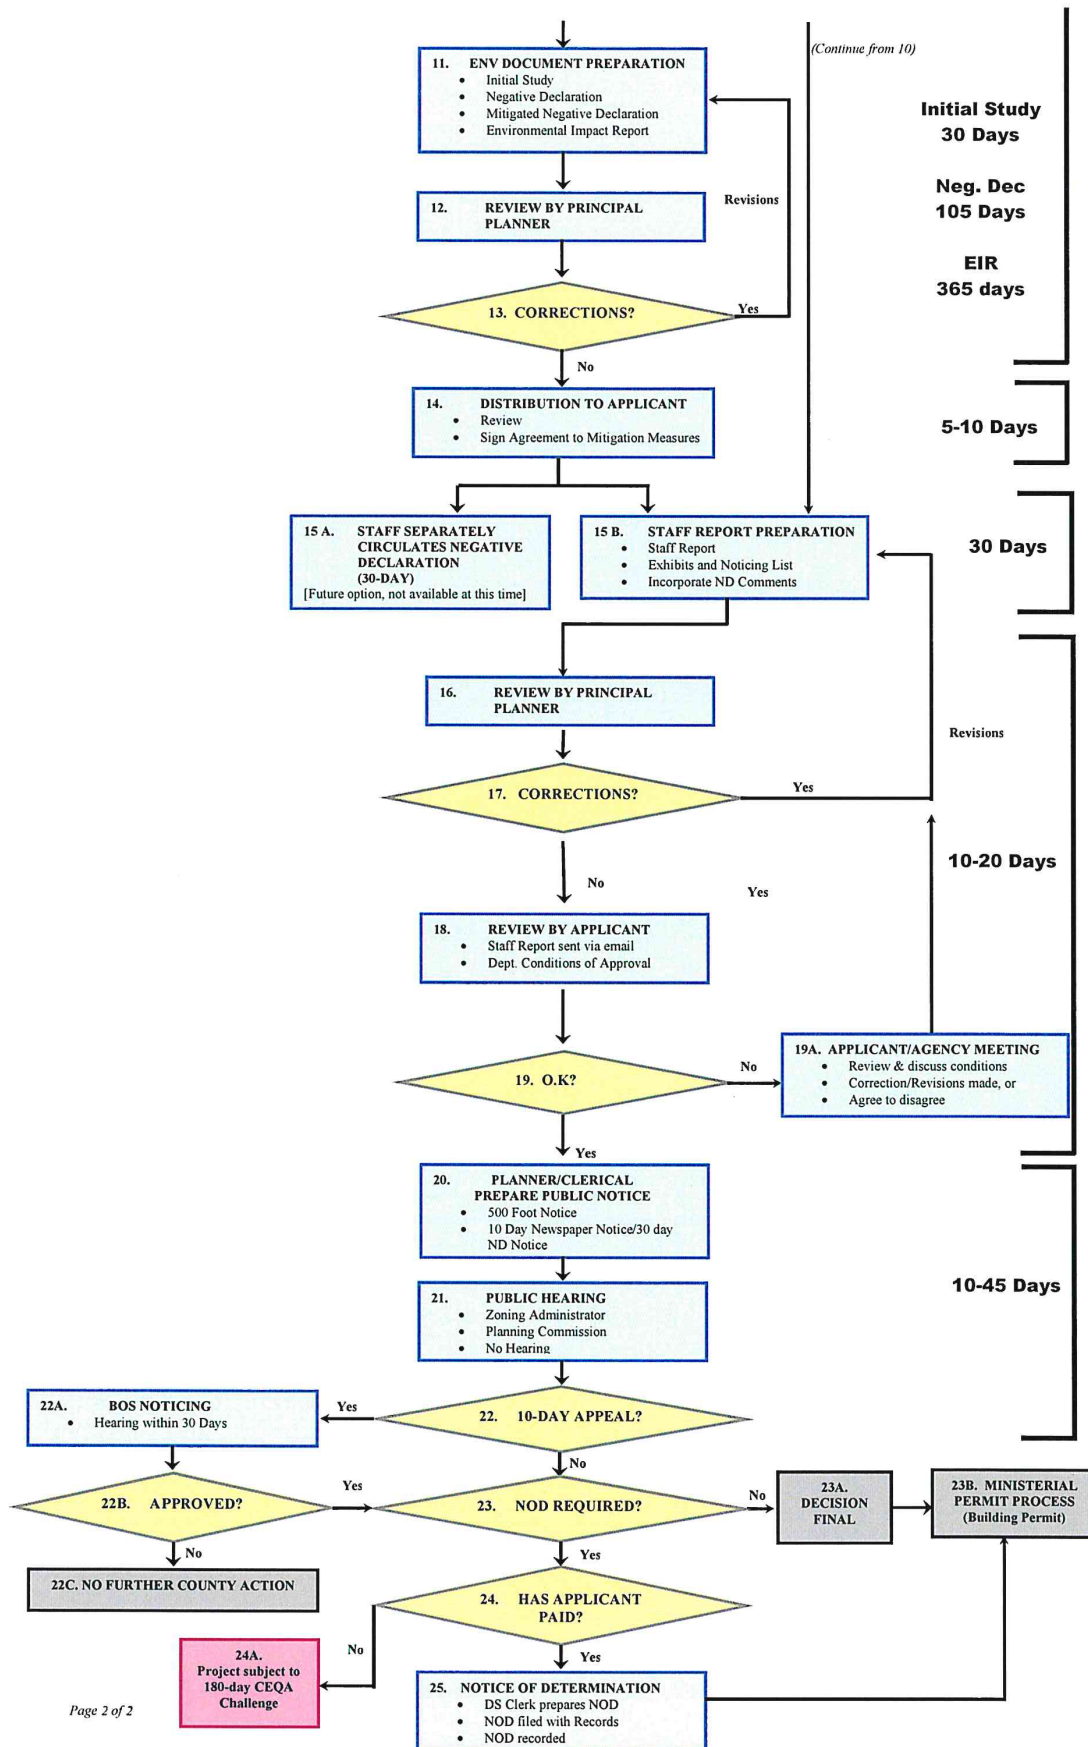 (Continue from 10)
11. ENV DOCUMENT PREPARATION
• Initial Study
• Negative Declaration
• Mitigated Negative Declaration
• Environmental Impact Report
Initial Study
30 Days
Neg. Dec
105 Days
EIR
365 days
Revisions
12. REVIEW BY PRINCIPAL
PLANNER
13. CORRECTIONS?
Yes
No
14. DISTRIBUTION TO APPLICANT
• Review
• Sign Agreement to Mitigation Measures
5-10 Days
15 A. STAFF SEPARATELY
CIRCULATES NEGATIVE
DECLARATION
(30-DAY)
[Future option, not available at this time]
15 B. STAFF REPORT PREPARATION
• Staff Report
• Exhibits and Noticing List
• Incorporate ND Comments
30 Days
16. REVIEW BY PRINCIPAL
PLANNER
Revisions
17. CORRECTIONS?
Yes
No
Yes
10-20 Days
18. REVIEW BY APPLICANT
• Staff Report sent via email
• Dept. Conditions of Approval
19. O.K?
No
19A. APPLICANT/AGENCY MEETING
• Review & discuss conditions
• Correction/Revisions made, or
• Agree to disagree
Yes
20. PLANNER/CLERICAL
PREPARE PUBLIC NOTICE
• 500 Foot Notice
• 10 Day Newspaper Notice/30 day
ND Notice
10-45 Days
21. PUBLIC HEARING
• Zoning Administrator
• Planning Commission
• No Hearing
22A. BOS NOTICING
• Hearing within 30 Days
Yes
22. 10-DAY APPEAL?
No
22B. APPROVED?
Yes
23. NOD REQUIRED?
No
23A.
DECISION
FINAL
23B. MINISTERIAL
PERMIT PROCESS
(Building Permit)
No
Yes
22C. NO FURTHER COUNTY ACTION
24. HAS APPLICANT
PAID?
No
Yes
24A.
Project subject to
180-day CEQA
Challenge
25. NOTICE OF DETERMINATION
• DS Clerk prepares NOD
• NOD filed with Records
• NOD recorded
Page 2 of 2